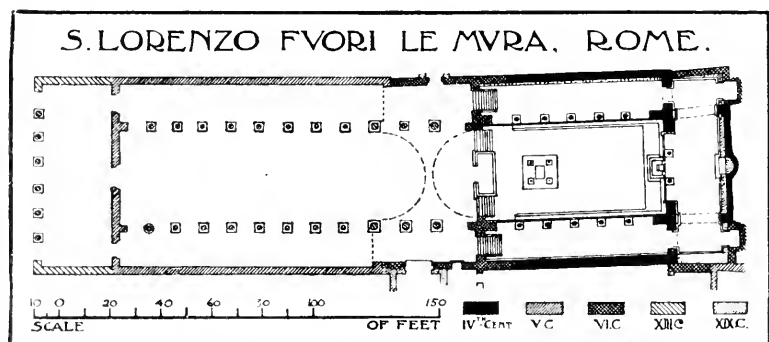 S. LORENZO FVORI LE MVRA, ROME.
10 0 20 40 60 80 100 150
SCALE OF FEET
IVTH CENT V.C. VI.C. XIII.C XIX.C.